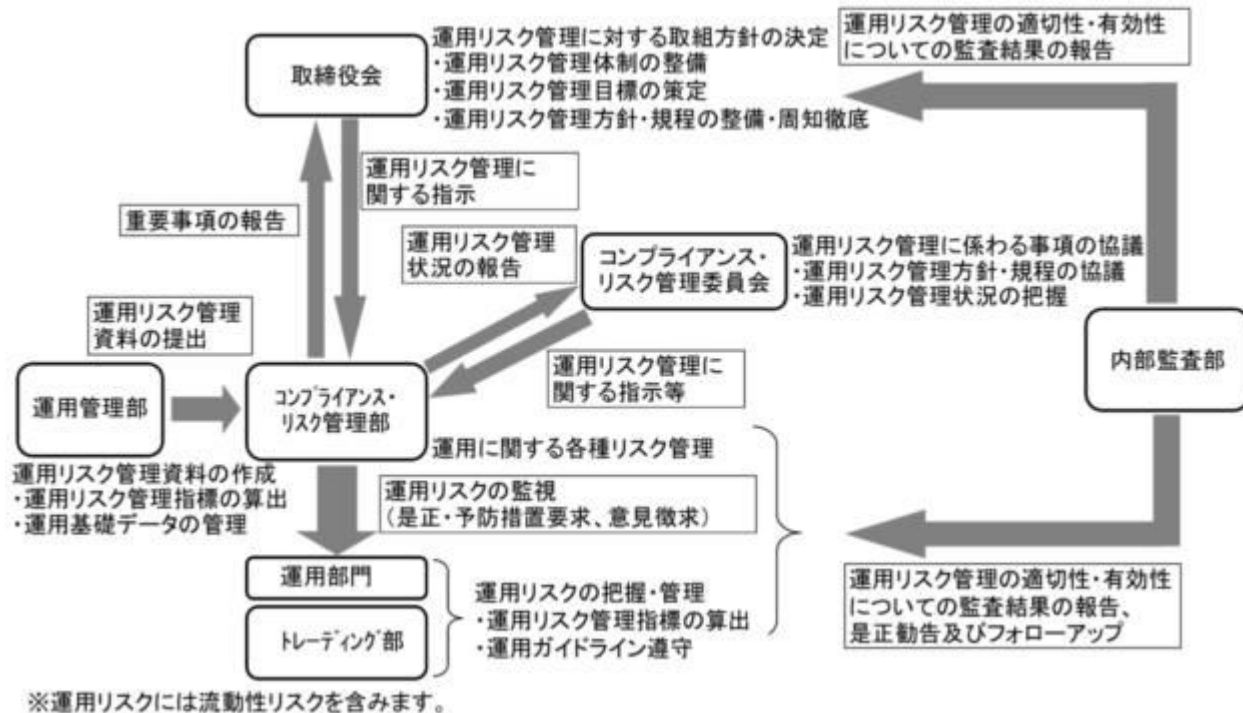 取締役会
運用リスク管理に対する取組方針の決定
・運用リスク管理体制の整備
・運用リスク管理目標の策定
・運用リスク管理方針・規程の整備・周知徹底
運用リスク管理の適切性・有効性
についての監査結果の報告
運用リスク管理に
関する指示
重要事項の報告
運用リスク管理
状況の報告
コンプライアンス・
リスク管理委員会
運用リスク管理に係わる事項の協議
・運用リスク管理方針・規程の協議
・運用リスク管理状況の把握
運用リスク管理
資料の提出
内部監査部
運用管理部
コンプライアンス・
リスク管理部
運用リスク管理に
関する指示等
運用に関する各種リスク管理
運用リスク管理資料の作成
・運用リスク管理指標の算出
・運用基礎データの管理
運用リスクの監視
(是正・予防措置要求、意見徴求)
運用部門
トレーディング部
運用リスクの把握・管理
・運用リスク管理指標の算出
・運用ガイドライン遵守
運用リスク管理の適切性・有効性
についての監査結果の報告、
是正勧告及びフォローアップ
※運用リスクには流動性リスクを含みます。